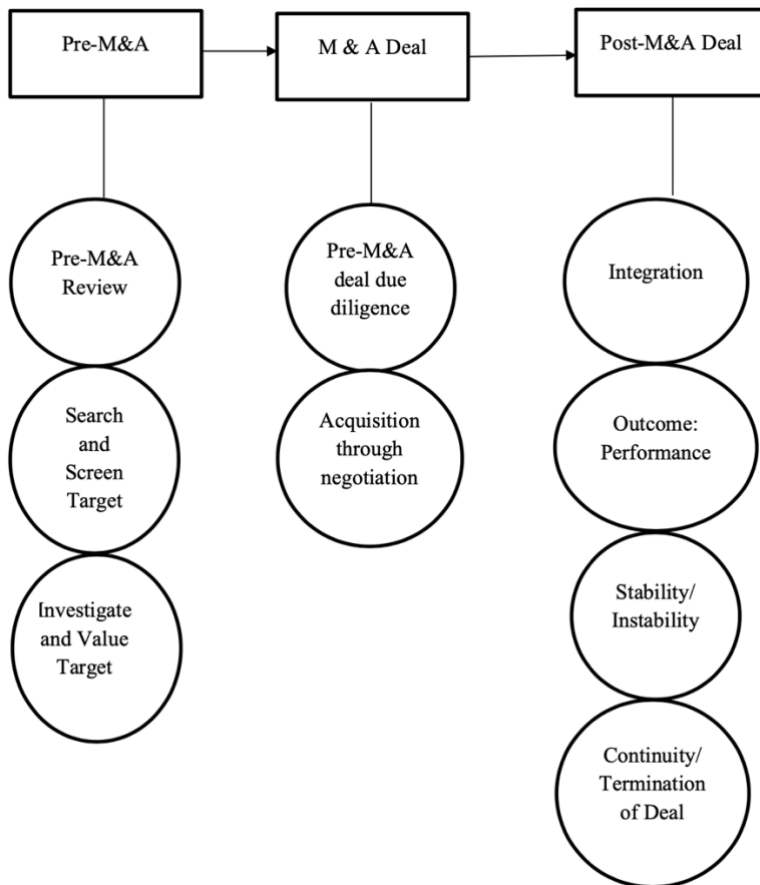 Pre-M&A
M & A Deal
Post-M&A Deal
Pre-M&A
Review
Search
and
Screen
Target
Investigate
and Value
Target
Pre-M&A
deal due
diligence
Acquisition
through
negotiation
Integration
Outcome:
Performance
Stability/
Instability
Continuity/
Termination
of Deal